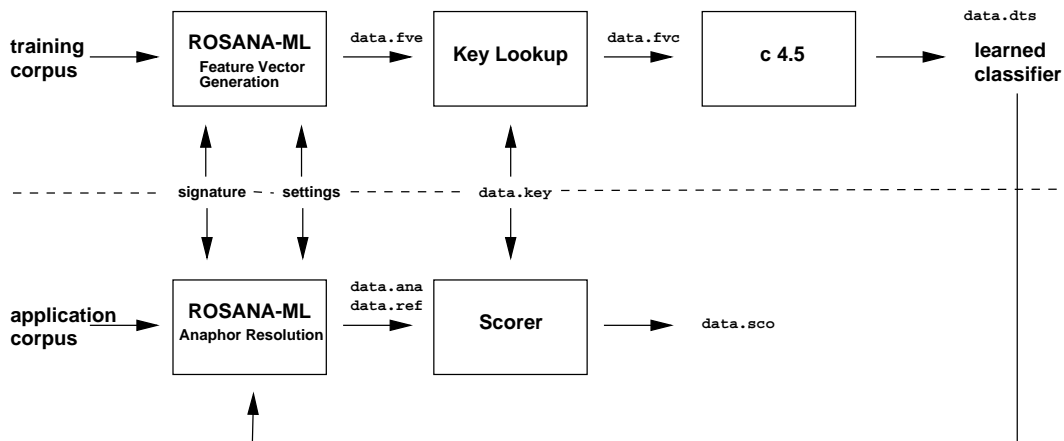 data.dts
training
corpus
ROSANA-ML
Feature Vector
Generation
data.fve
Key Lookup
data.fvc
c 4.5
learned
classifier
signature
settings
data.key
application
corpus
ROSANA-ML
Anaphor Resolution
data.ana
data.ref
Scorer
data.sco